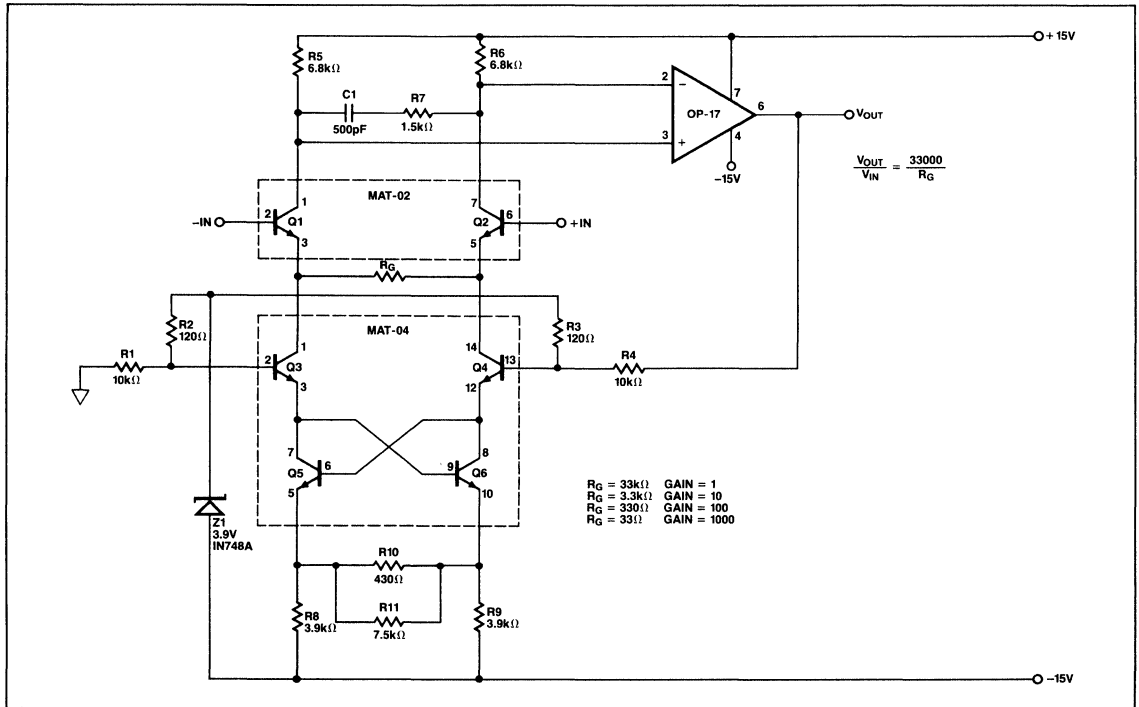 +15V
R5
6.8kΩ
R6
6.8kΩ
C1
500pF
R7
1.5kΩ
2
−
3
+
OP-17
7
6
4
−15V
VOUT
VOUT/VIN = 33000/RG
MAT-02
−IN
2
1
Q1
3
7
6
Q2
5
+IN
RG
MAT-04
R2
120Ω
R3
120Ω
R1
10kΩ
R4
10kΩ
2
1
Q3
3
14
13
Q4
12
7
6
Q5
5
8
9
Q6
10
RG = 33kΩ GAIN = 1
RG = 3.3kΩ GAIN = 10
RG = 330Ω GAIN = 100
RG = 33Ω GAIN = 1000
Z1
3.9V
IN748A
R10
430Ω
R11
7.5kΩ
R8
3.9kΩ
R9
3.9kΩ
−15V